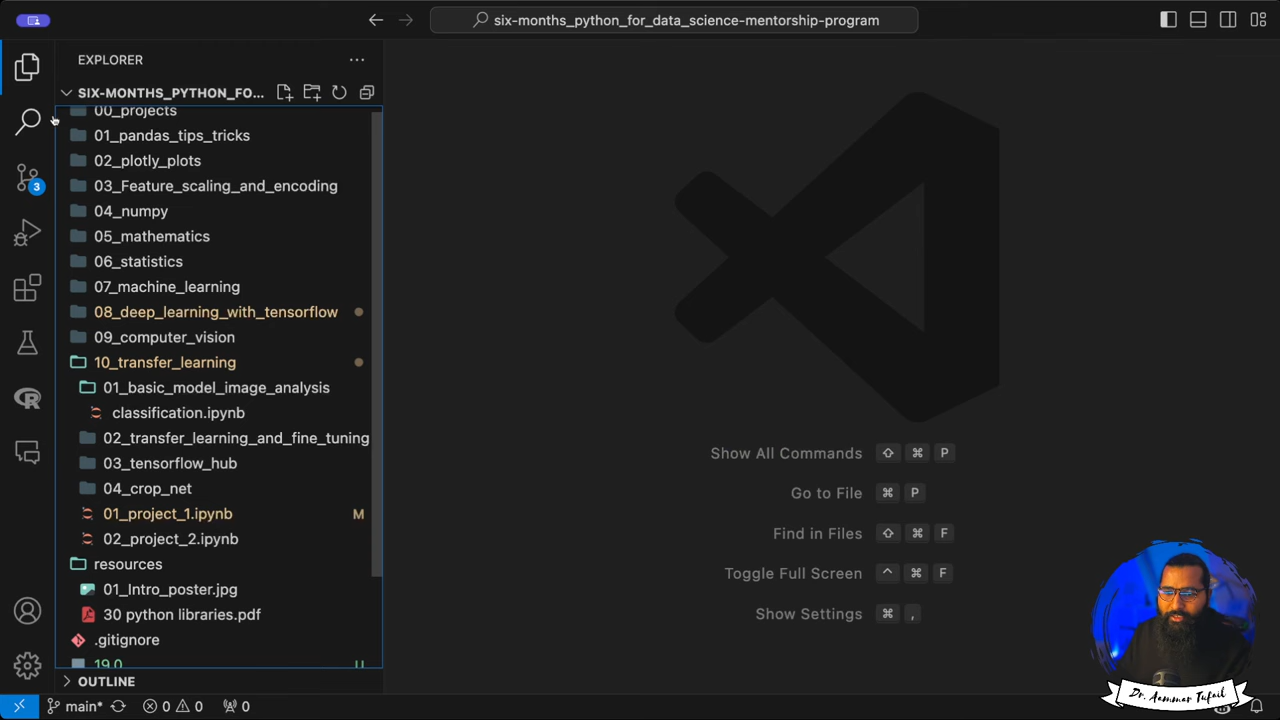 six-months_python_for_data_science-mentorship-program
EXPLORER
SIX-MONTHS_PYTHON_FO...
00_projects
01_pandas_tips_tricks
02_plotly_plots
03_Feature_scaling_and_encoding
04_numpy
05_mathematics
06_statistics
07_machine_learning
08_deep_learning_with_tensorflow
09_computer_vision
10_transfer_learning
01_basic_model_image_analysis
classification.ipynb
02_transfer_learning_and_fine_tuning
03_tensorflow_hub
04_crop_net
01_project_1.ipynb M
02_project_2.ipynb
resources
01_Intro_poster.jpg
30 python libraries.pdf
.gitignore
19.0 U
OUTLINE
3
Show All Commands ⇧ ⌘ P
Go to File ⌘ P
Find in Files ⇧ ⌘ F
Toggle Full Screen ^ ⌘ F
Show Settings ⌘ ,
main* 0 0 0
Dr. Aammar Tufail